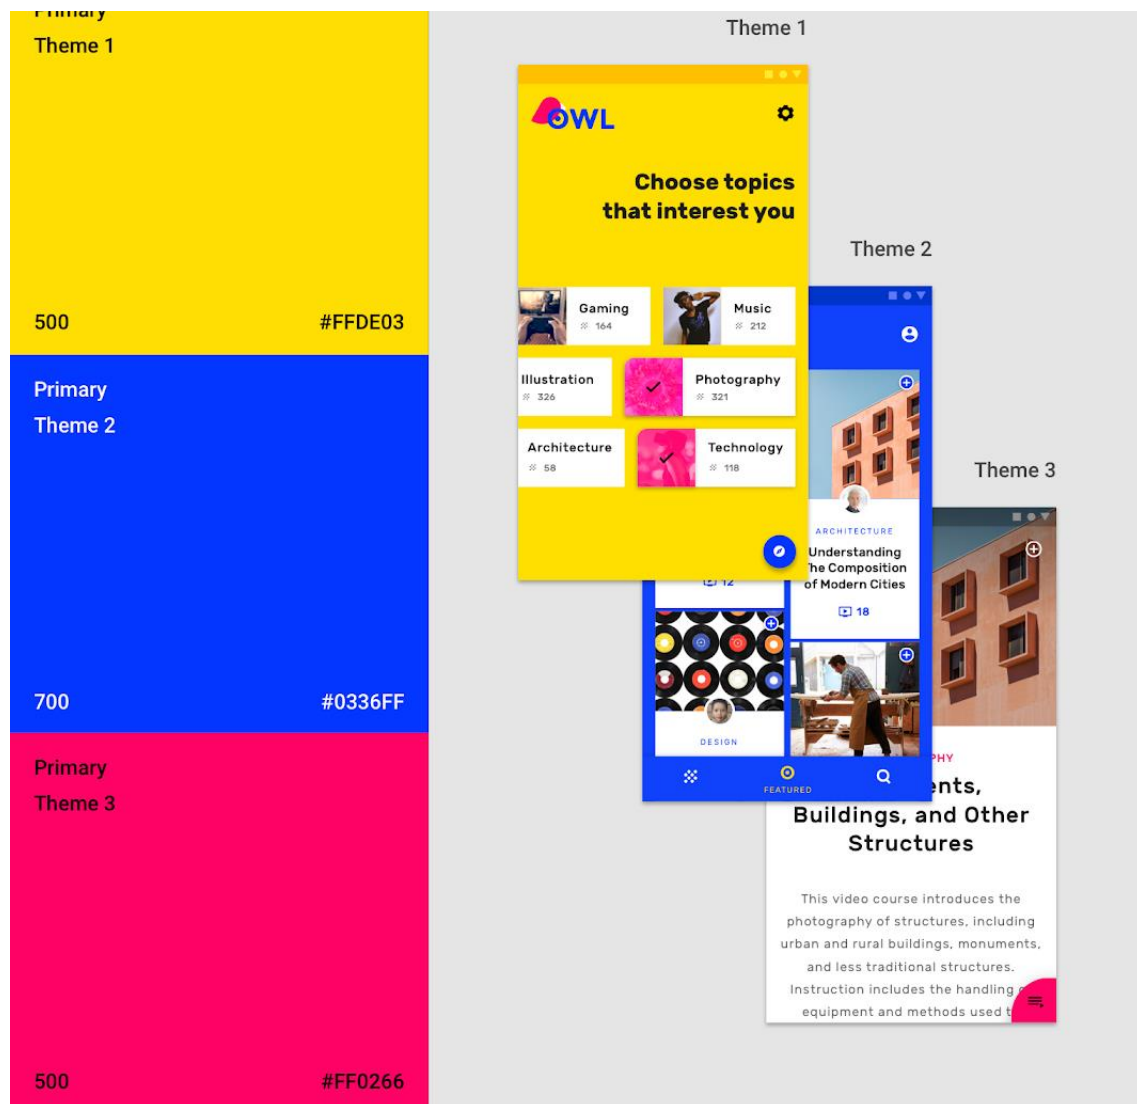 Primary
Theme 1
500 #FFDE03
Primary
Theme 2
700 #0336FF
Primary
Theme 3
500 #FF0266
Theme 1
OWL
Choose topics
that interest you
Gaming
164
Music
212
Illustration
326
Photography
321
Architecture
58
Technology
118
Theme 2
ARCHITECTURE
Understanding
The Composition
of Modern Cities
18
12
DESIGN
FEATURED
Theme 3
PHY
ents,
Buildings, and Other
Structures
This video course introduces the
photography of structures, including
urban and rural buildings, monuments,
and less traditional structures.
Instruction includes the handling
equipment and methods used t